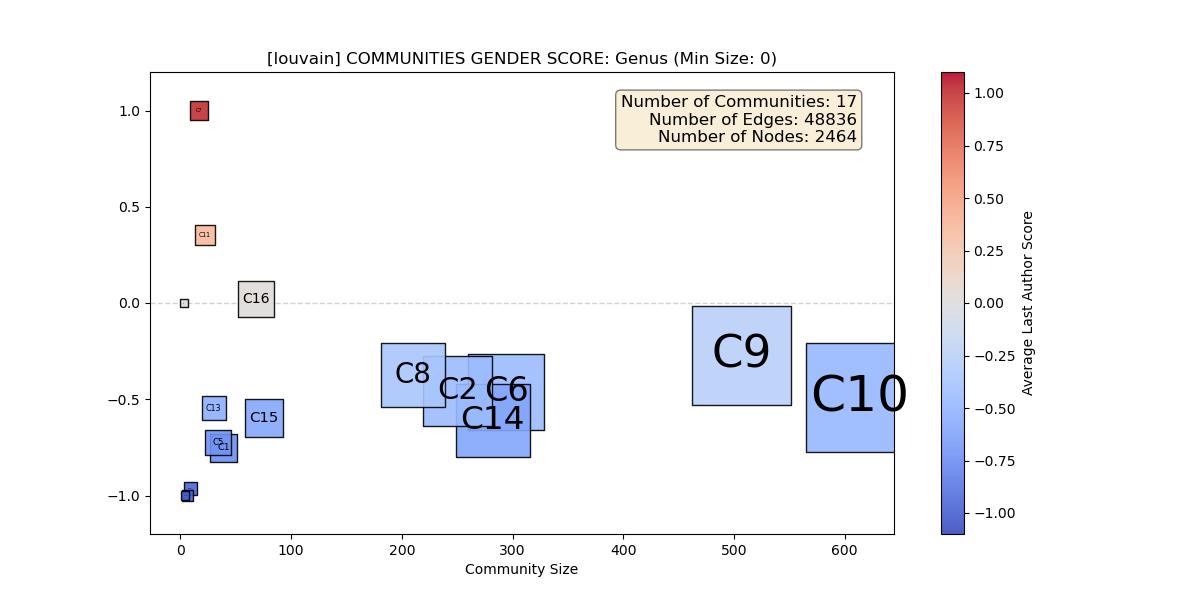 [louvain] COMMUNITIES GENDER SCORE: Genus (Min Size: 0)
Number of Communities: 17
Number of Edges: 48836
Number of Nodes: 2464
1.0
0.5
0.0
−0.5
−1.0
C11
C16
C8
C2
C6
C14
C9
C10
C13
C15
C5
C1
0
100
200
300
400
500
600
Community Size
1.00
0.75
0.50
0.25
0.00
−0.25
−0.50
−0.75
−1.00
Average Last Author Score